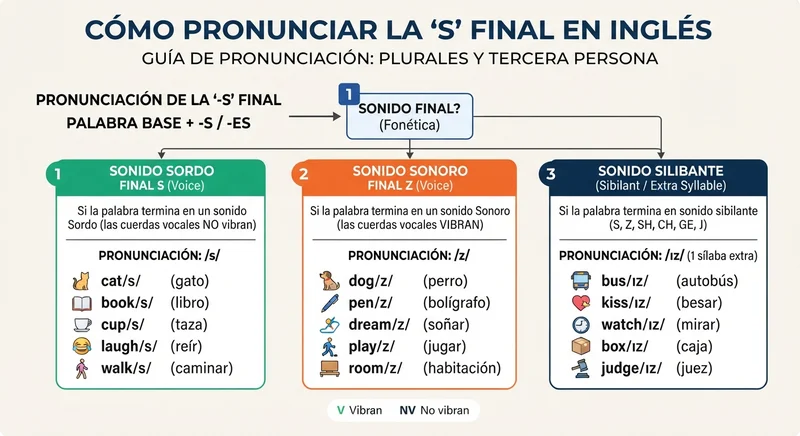 CÓMO PRONUNCIAR LA ‘S’ FINAL EN INGLÉS
GUÍA DE PRONUNCIACIÓN: PLURALES Y TERCERA PERSONA
PRONUNCIACIÓN DE LA ‘-S’ FINAL
PALABRA BASE + -S / -ES
1
SONIDO FINAL?
(Fonética)
1
SONIDO SORDO
FINAL S (Voice)
Si la palabra termina en un sonido
Sordo (las cuerdas vocales NO vibran)
PRONUNCIACIÓN: /s/
cat/s/ (gato)
book/s/ (libro)
cup/s/ (taza)
laugh/s/ (reír)
walk/s/ (caminar)
2
SONIDO SONORO
FINAL Z (Voice)
Si la palabra termina en un sonido Sonoro
(las cuerdas vocales VIBRAN)
PRONUNCIACIÓN: /z/
dog/z/ (perro)
pen/z/ (bolígrafo)
dream/z/ (soñar)
play/z/ (jugar)
room/z/ (habitación)
3
SONIDO SILIBANTE
(Sibilant / Extra Syllable)
Si la palabra termina en sonido sibilante
(S, Z, SH, CH, GE, J)
PRONUNCIACIÓN: /ɪz/ (1 sílaba extra)
bus/ɪz/ (autobús)
kiss/ɪz/ (besar)
watch/ɪz/ (mirar)
box/ɪz/ (caja)
judge/ɪz/ (juez)
V Vibran NV No vibran